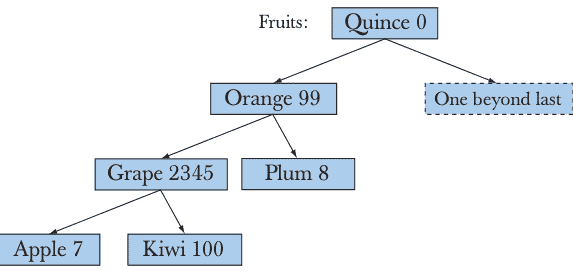 Fruits:
Quince 0
Orange 99
One beyond last
Grape 2345
Plum 8
Apple 7
Kiwi 100